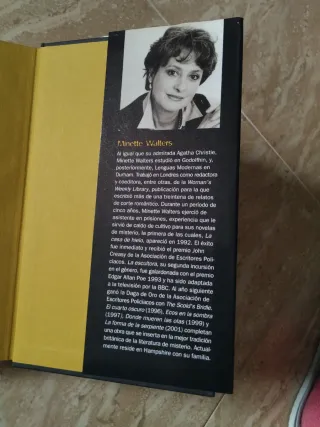 Minette Walters
Al igual que su admirada Agatha Christie,
Minette Walters estudió en Godolfhin, y,
posteriormente, Lenguas Modernas en
Durham. Trabajó en Londres como redactora
y coeditora, entre otras, de la Woman's
Weekly Library, publicación para la que
escribió más de una treintena de relatos
de corte romántico. Durante un período de
cinco años, Minette Walters ejerció de
asistenta en prisiones, experiencia que le
sirvió de caldo de cultivo para sus novelas
de misterio, la primera de las cuales, La
casa de hielo, apareció en 1992. El éxito
fue inmediato y recibió el premio John
Creasy de la Asociación de Escritores Poli-
cíacos. La escultora, su segunda incursión
en el género, fue galardonada con el premio
Edgar Allan Poe 1993 y ha sido adaptada
a la televisión por la BBC. Al año siguiente
ganó la Daga de Oro de la Asociación de
Escritores Policíacos con The Scold's Bride.
El cuarto oscuro (1996), Ecos en la sombra
(1997), Donde mueren las olas (1999) y
La forma de la serpiente (2001) completan
una obra que se inserta en la mejor tradición
británica de la literatura de misterio. Actual-
mente reside en Hampshire con su familia.